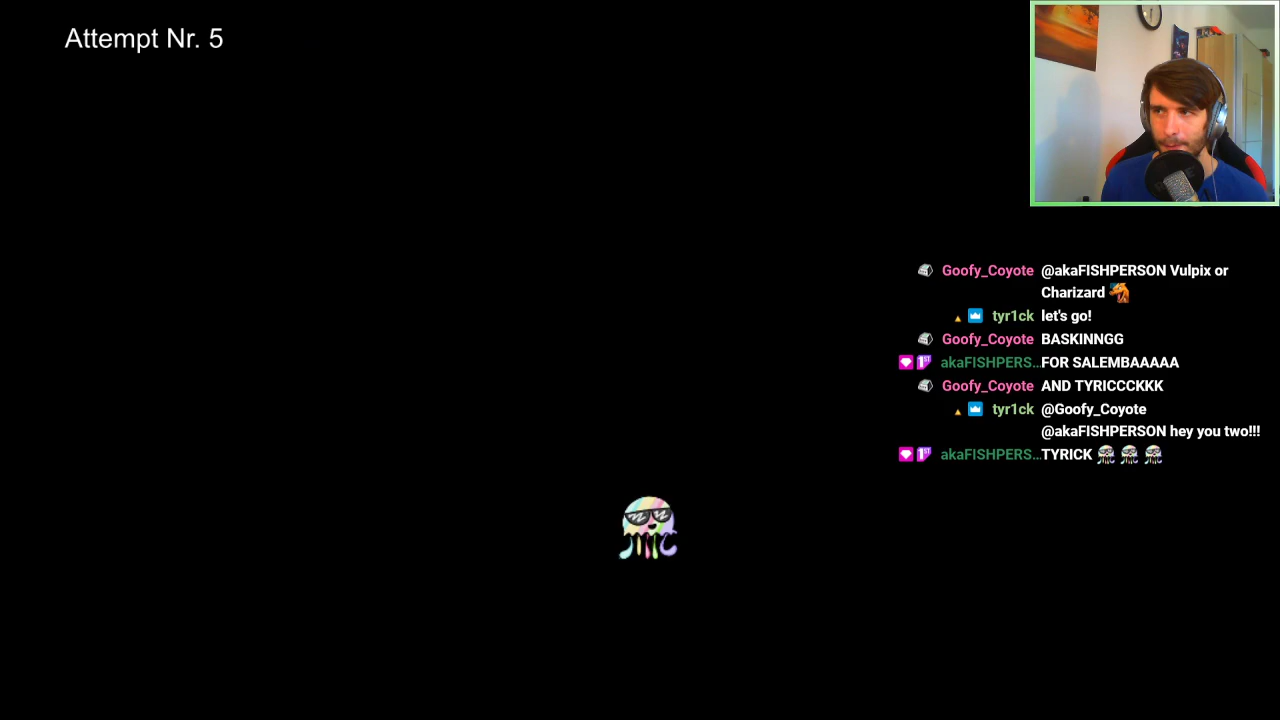 Attempt Nr. 5
Goofy_Coyote @akaFISHPERSON Vulpix or
Charizard
tyr1ck let's go!
Goofy_Coyote BASKINNGG
akaFISHPERS... FOR SALEMBAAAAA
Goofy_Coyote AND TYRICCCKKK
tyr1ck @Goofy_Coyote
@akaFISHPERSON hey you two!!!
akaFISHPERS... TYRICK